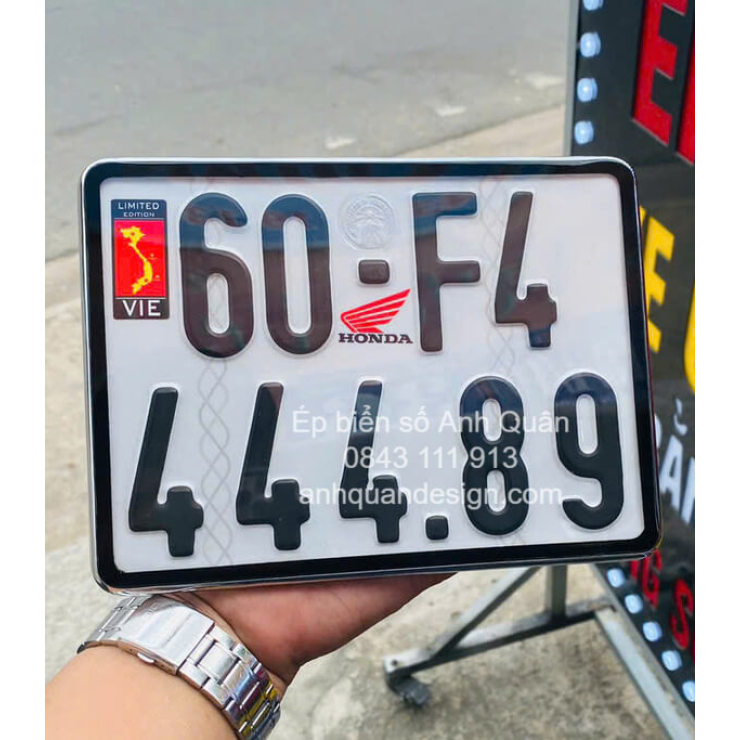 LIMITED
EDITION
VIE
60-F4
HONDA
444.89
Ép biển số Anh Quân
0843 111 913
anhquandesign.com